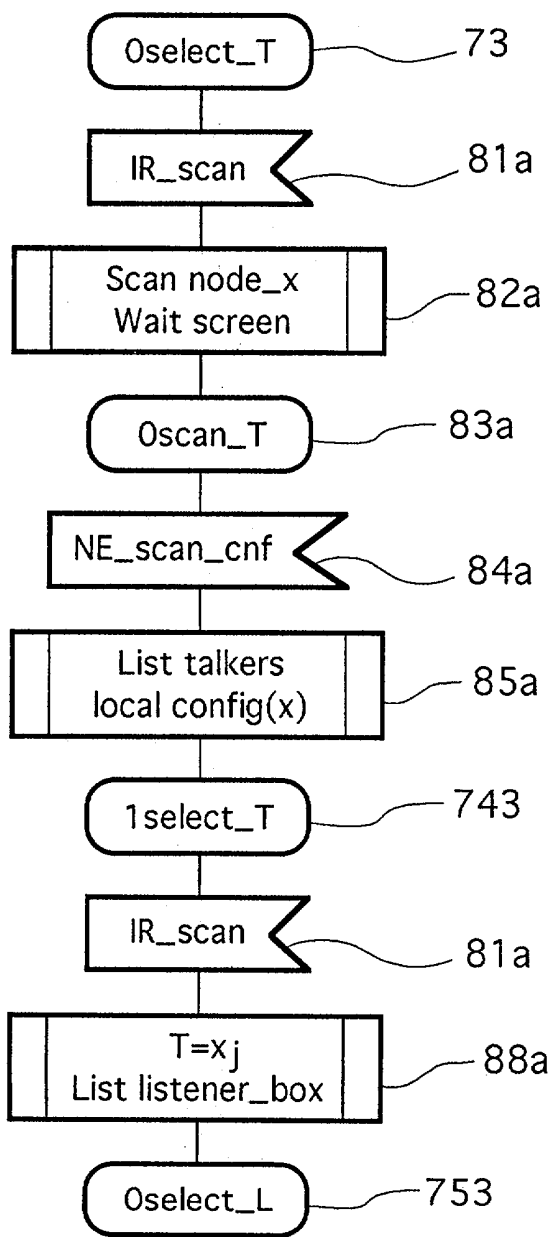 0select_T
73
IR_scan
81a
Scan node_x
Wait screen
82a
0scan_T
83a
NE_scan_cnf
84a
List talkers
local config(x)
85a
1select_T
743
IR_scan
81a
T=xj
List listener_box
88a
0select_L
753